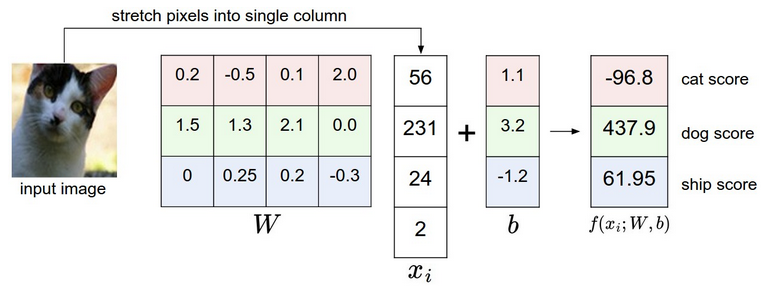 stretch pixels into single column
0.2 -0.5 0.1 2.0 56 1.1 -96.8 cat score
1.5 1.3 2.1 0.0 231 + 3.2 437.9 dog score
0 0.25 0.2 -0.3 24 -1.2 61.95 ship score
input image
2
W b f(xᵢ; W, b)
xᵢ